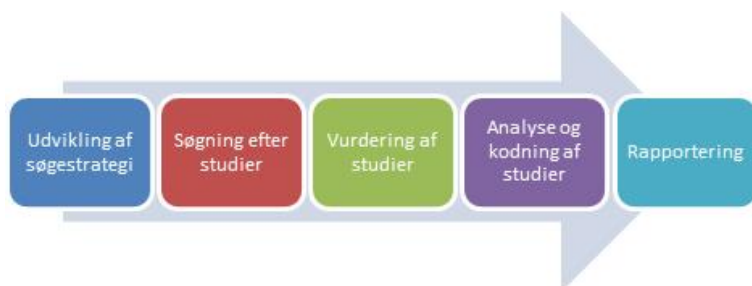 Udvikling af
søgestrategi
Søgning efter
studier
Vurdering af
studier
Analyse og
kodning af
studier
Rapportering